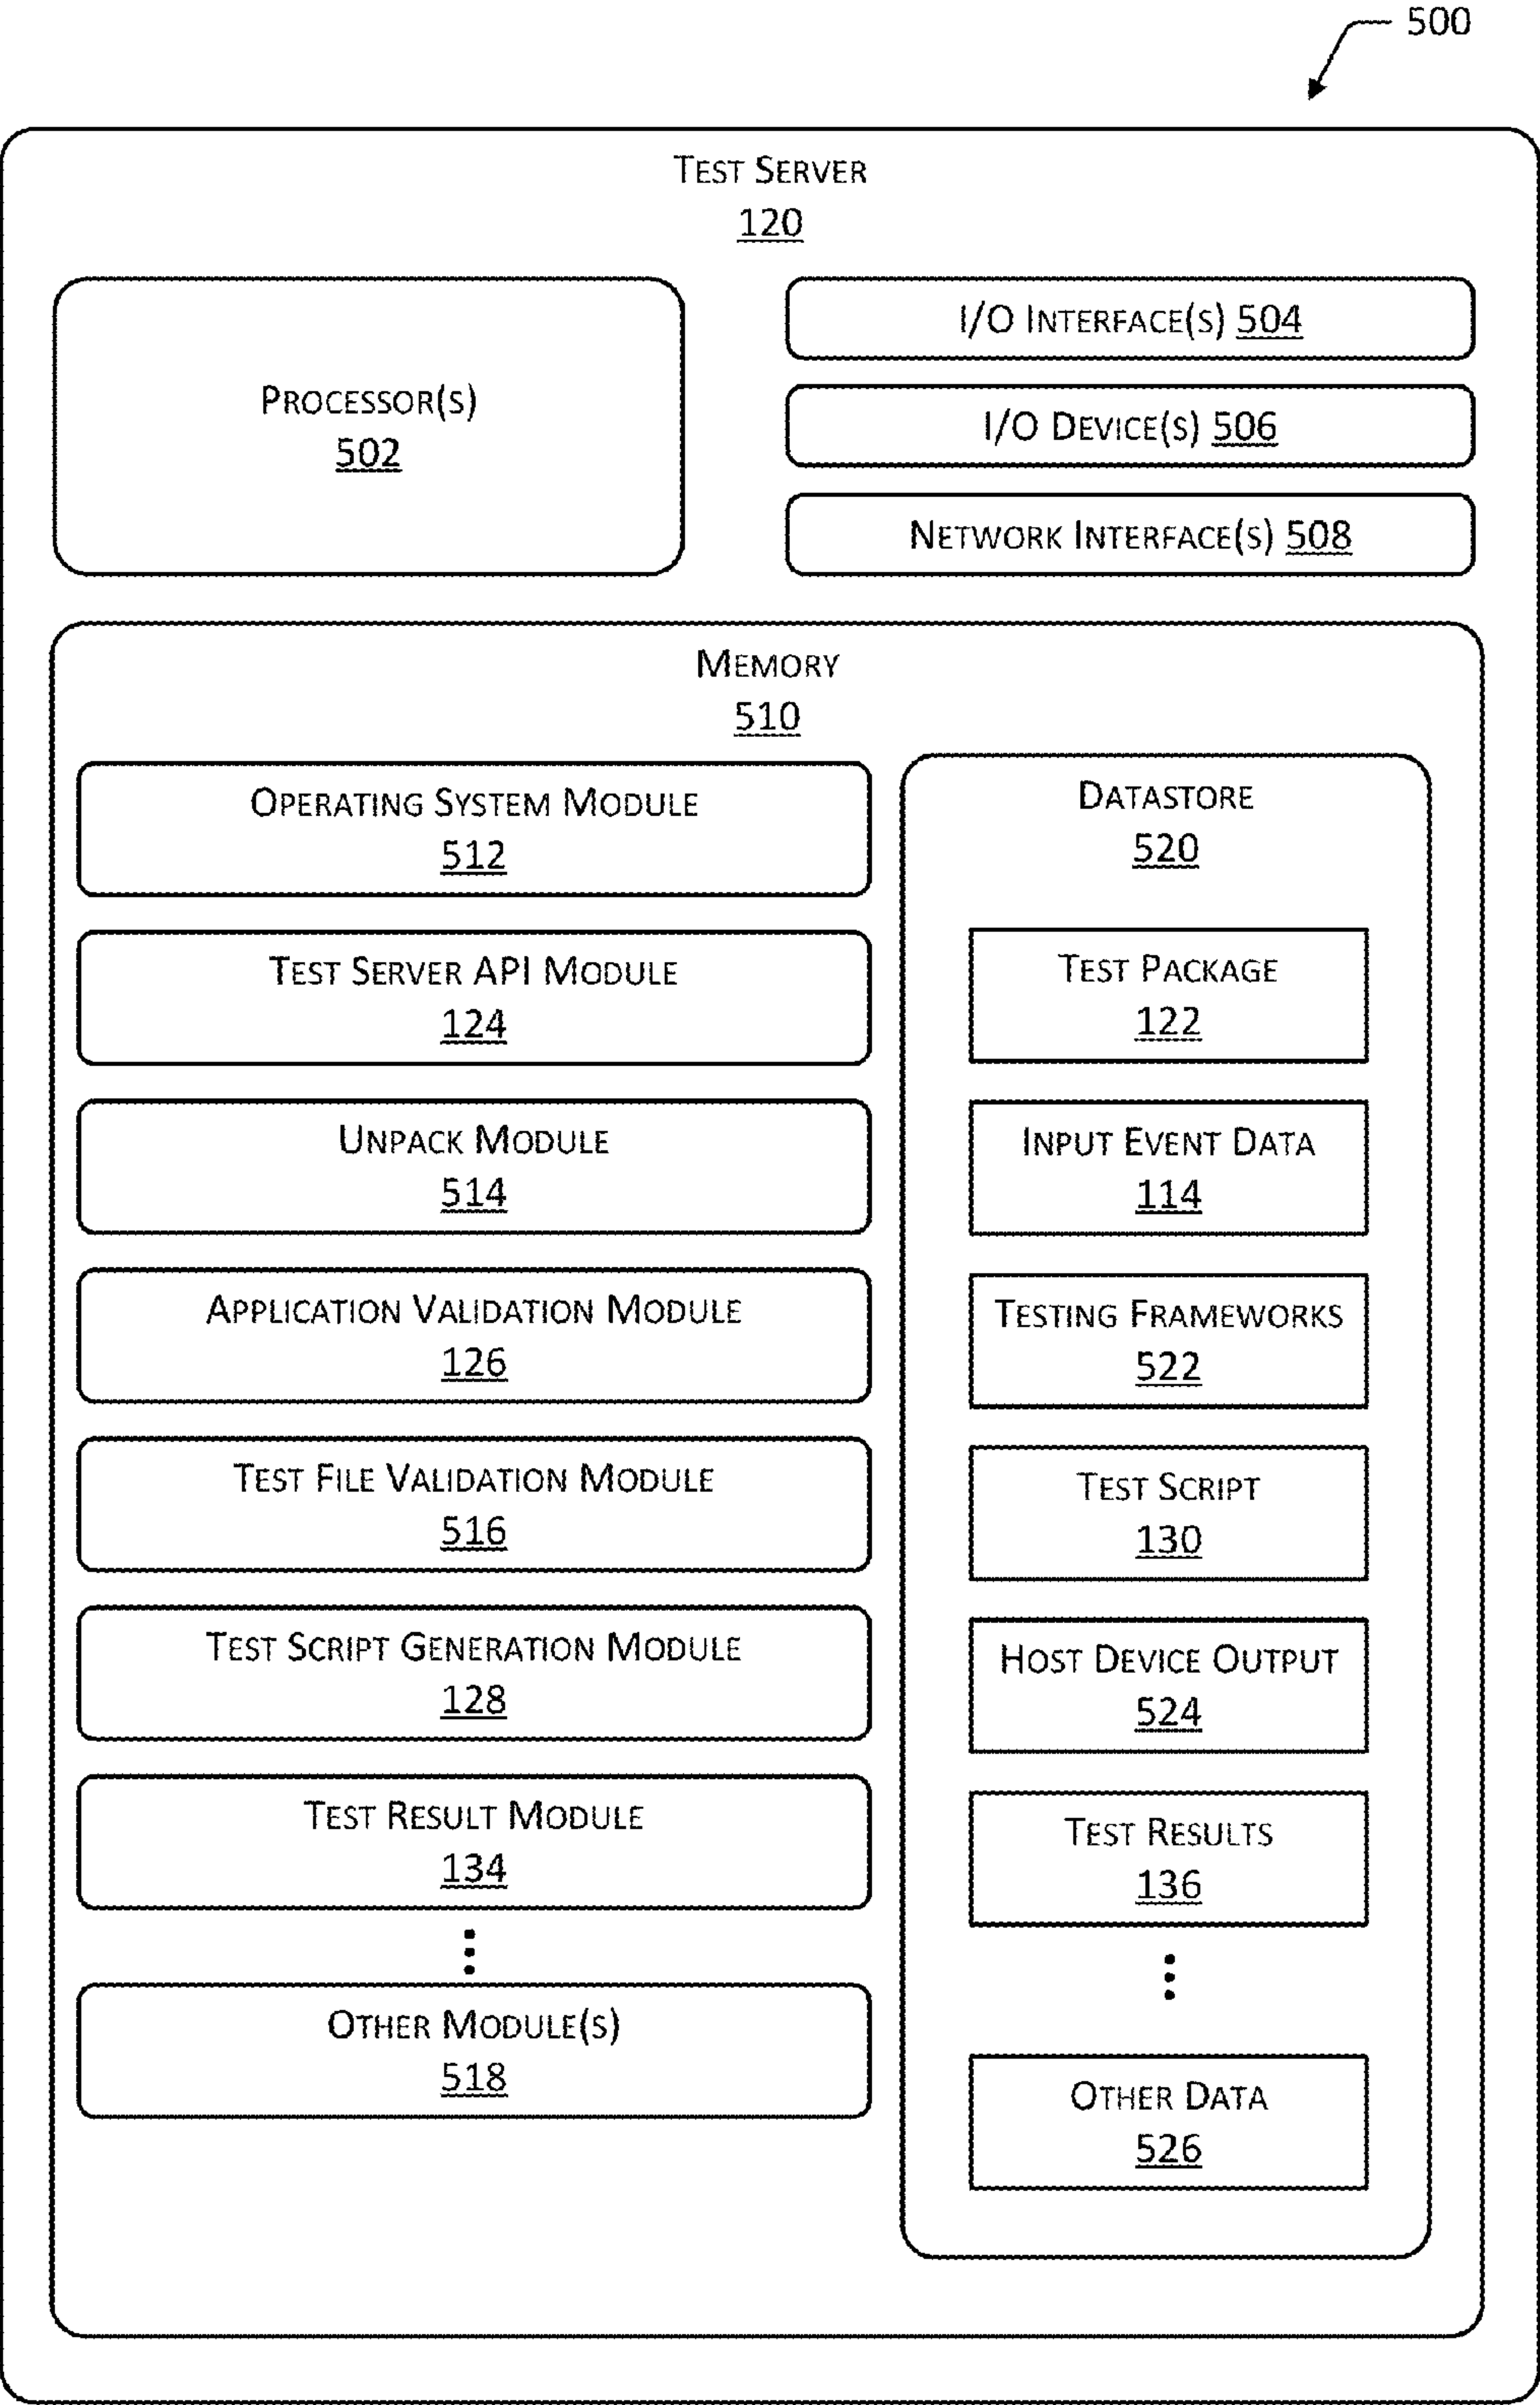 500
TEST SERVER
120
PROCESSOR(S)
502
I/O INTERFACE(S) 504
I/O DEVICE(S) 506
NETWORK INTERFACE(S) 508
MEMORY
510
OPERATING SYSTEM MODULE
512
TEST SERVER API MODULE
124
UNPACK MODULE
514
APPLICATION VALIDATION MODULE
126
TEST FILE VALIDATION MODULE
516
TEST SCRIPT GENERATION MODULE
128
TEST RESULT MODULE
134
OTHER MODULE(S)
518
DATASTORE
520
TEST PACKAGE
122
INPUT EVENT DATA
114
TESTING FRAMEWORKS
522
TEST SCRIPT
130
HOST DEVICE OUTPUT
524
TEST RESULTS
136
OTHER DATA
526